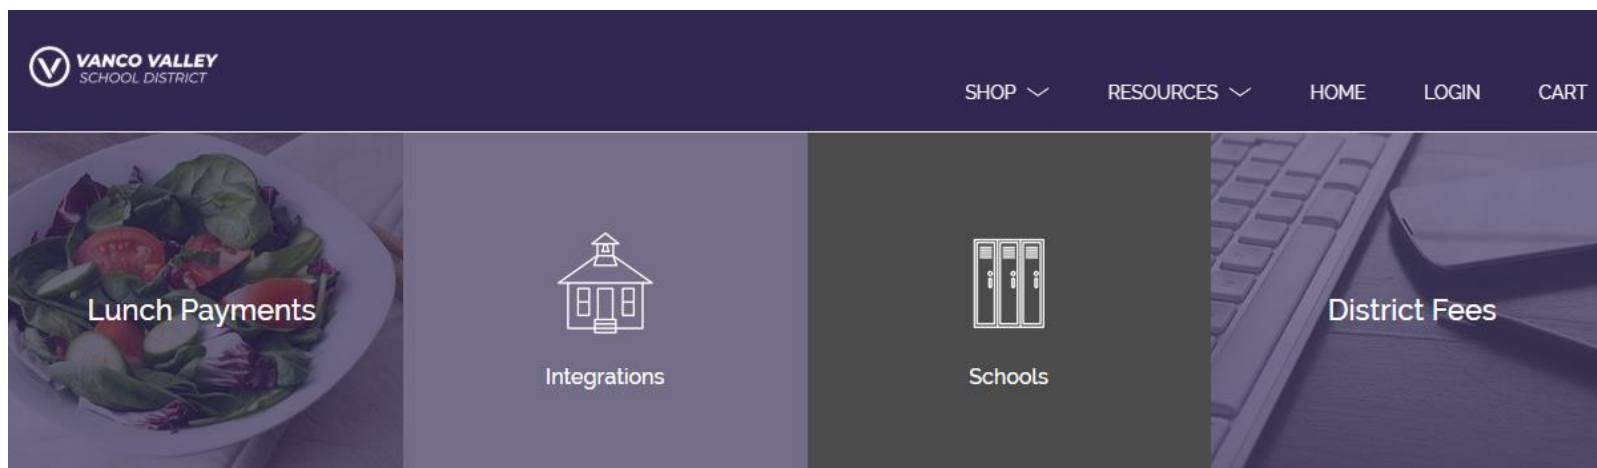 VANCO VALLEY
SCHOOL DISTRICT
SHOP
RESOURCES
HOME
LOGIN
CART
Lunch Payments
Integrations
Schools
District Fees